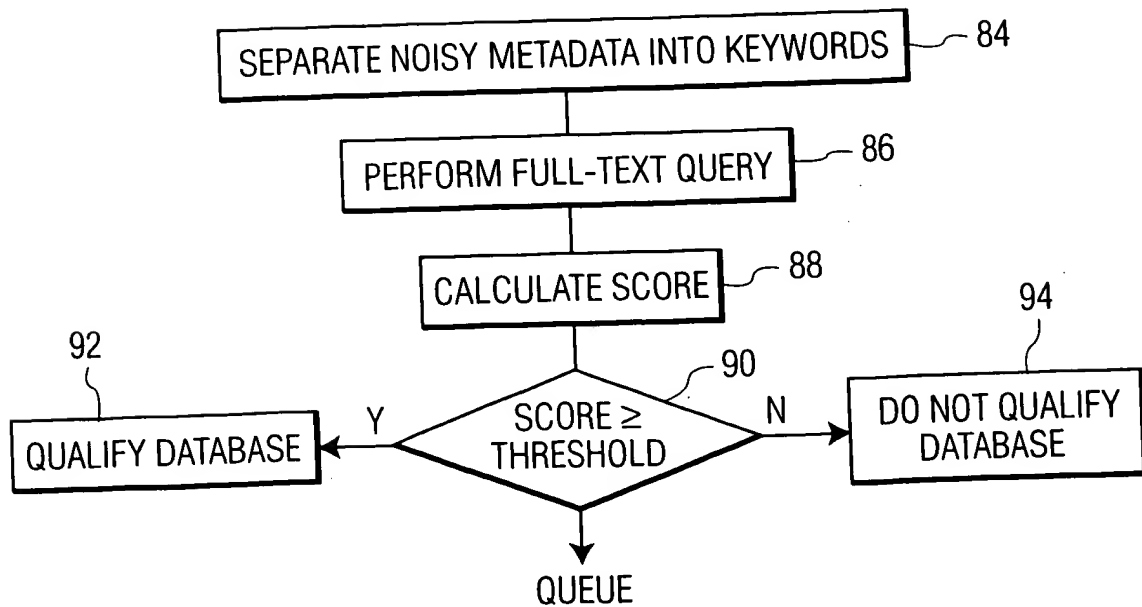 SEPARATE NOISY METADATA INTO KEYWORDS
84
PERFORM FULL-TEXT QUERY
86
CALCULATE SCORE
88
94
92
90
Y
SCORE ≥
THRESHOLD
N
QUALIFY DATABASE
DO NOT QUALIFY
DATABASE
QUEUE